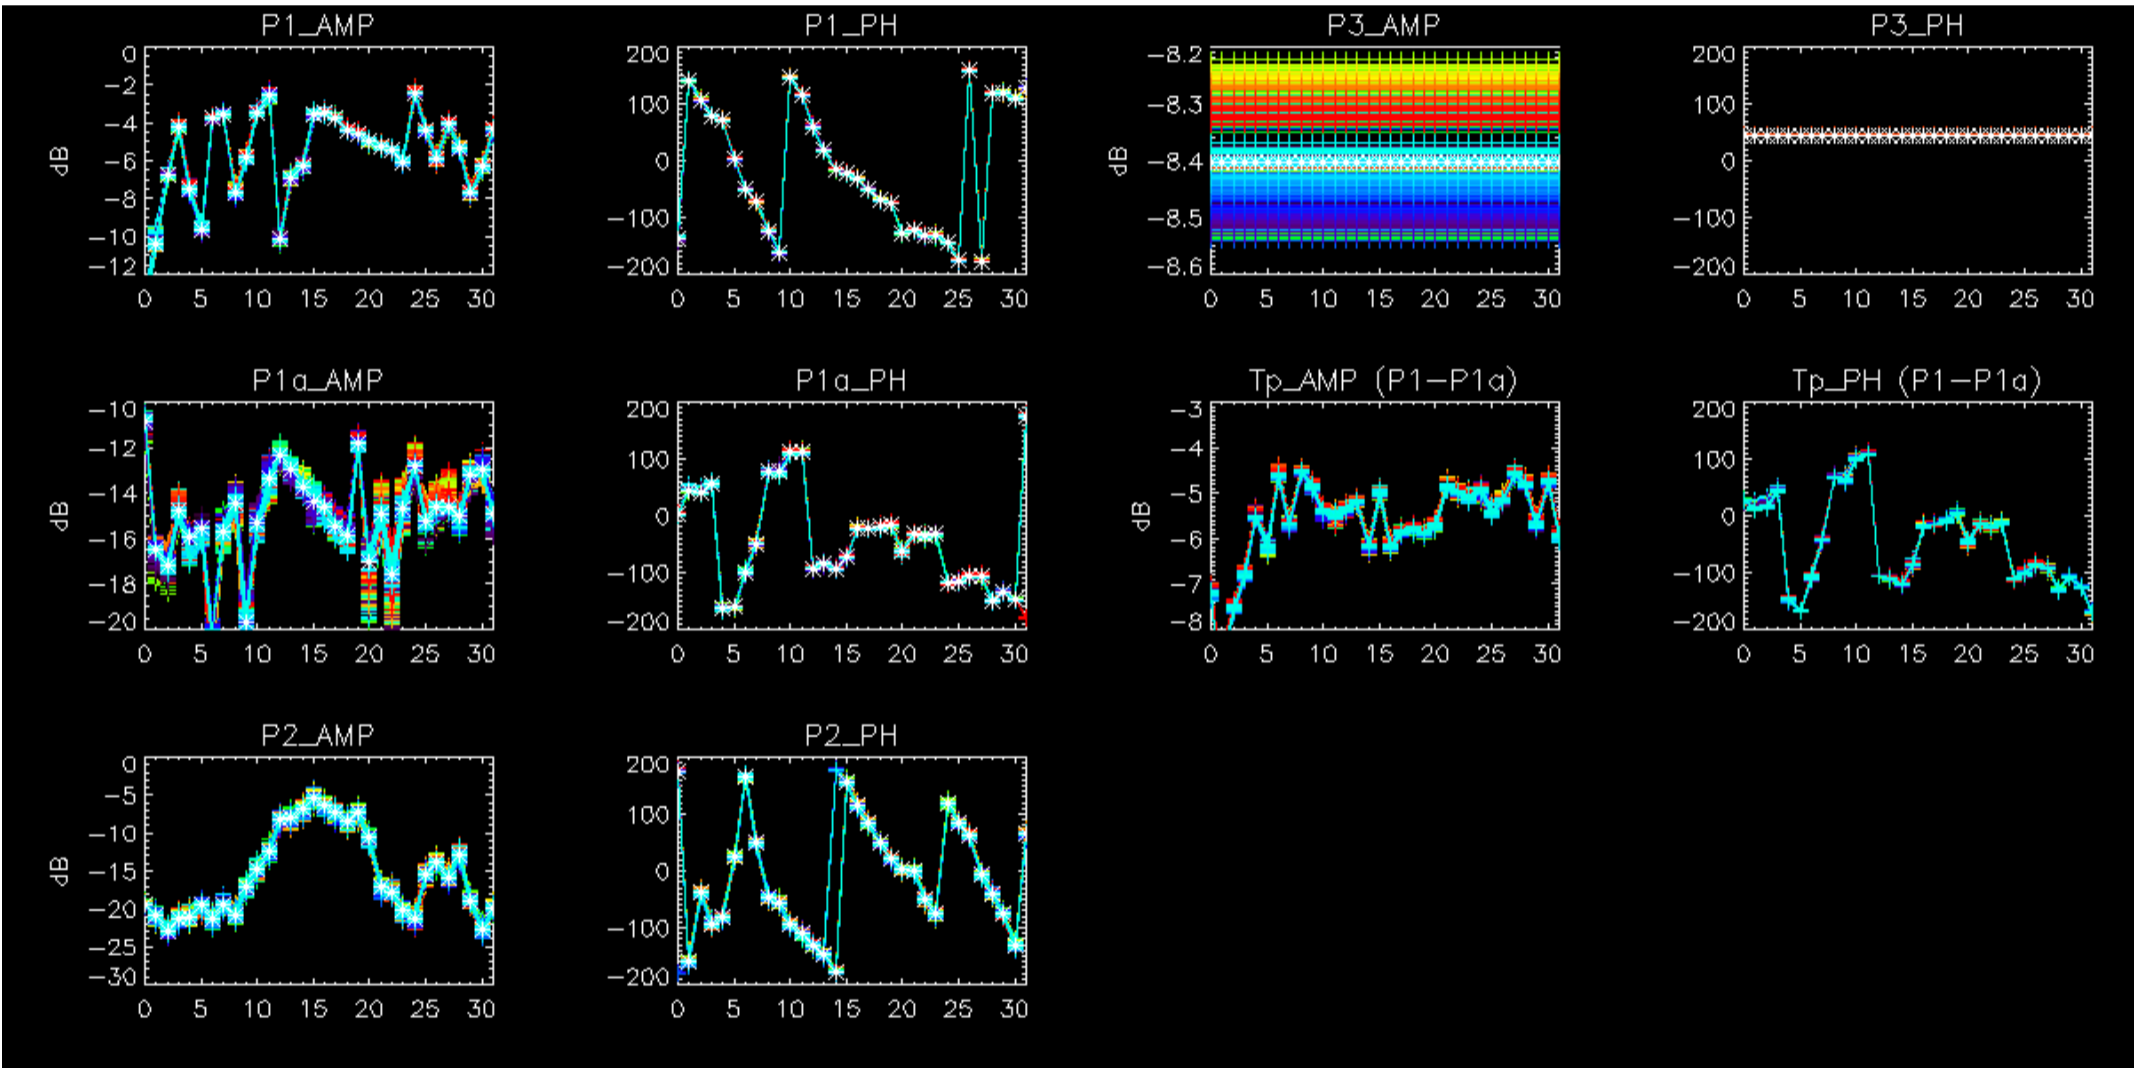 P1_AMP
P1_PH
P3_AMP
P3_PH
0
−2
−4
−6
−8
−10
−12
dB
0 5 10 15 20 25 30
200
100
0
−100
−200
0 5 10 15 20 25 30
−8.2
−8.3
−8.4
−8.5
−8.6
dB
0 5 10 15 20 25 30
200
100
0
−100
−200
0 5 10 15 20 25 30
P1a_AMP
P1a_PH
Tp_AMP (P1−P1a)
Tp_PH (P1−P1a)
−10
−12
−14
−16
−18
−20
dB
0 5 10 15 20 25 30
200
100
0
−100
−200
0 5 10 15 20 25 30
−3
−4
−5
−6
−7
−8
dB
0 5 10 15 20 25 30
200
100
0
−100
−200
0 5 10 15 20 25 30
P2_AMP
P2_PH
0
−5
−10
−15
−20
−25
−30
dB
0 5 10 15 20 25 30
200
100
0
−100
−200
0 5 10 15 20 25 30